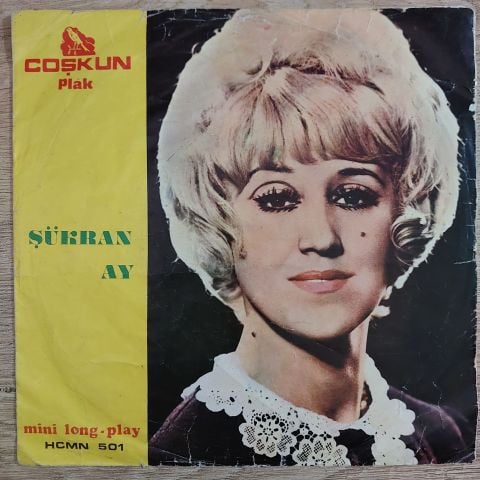 COŞKUN
Plak
ŞÜKRAN
AY
mini long-play
HCMN 501